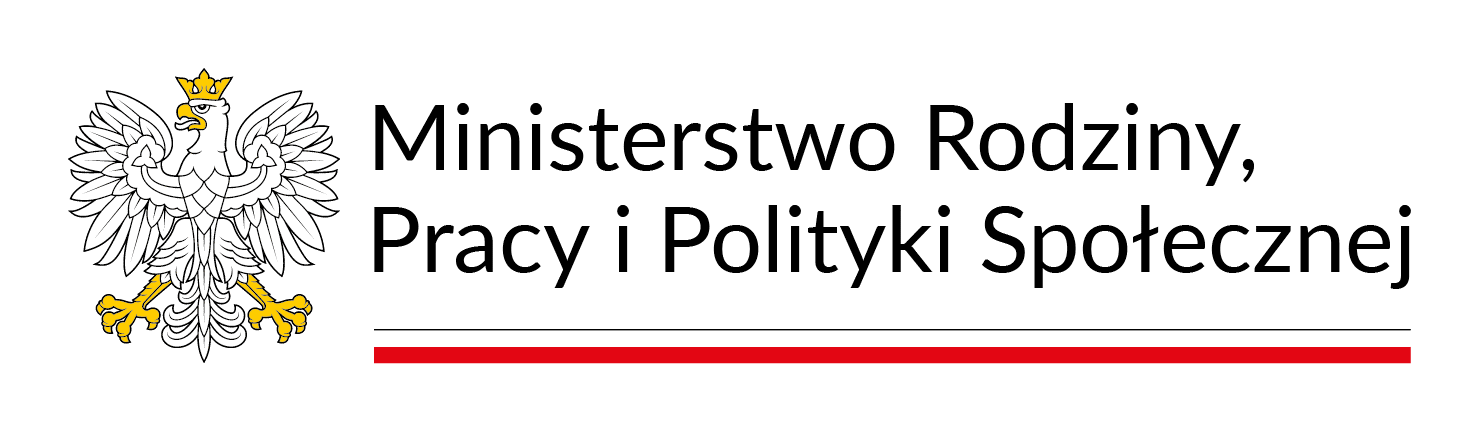 Ministerstwo Rodziny,
Pracy i Polityki Społecznej